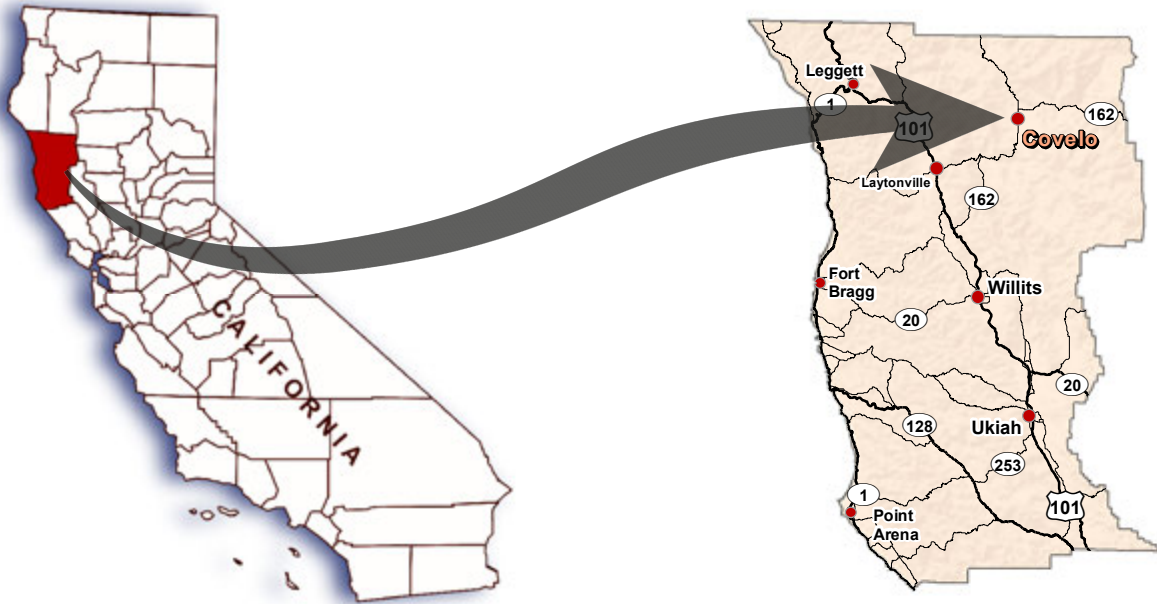 CALIFORNIA
Leggett
1
101
162
Covelo
Laytonville
162
Fort
Bragg
Willits
20
20
Ukiah
128
253
1
101
Point
Arena